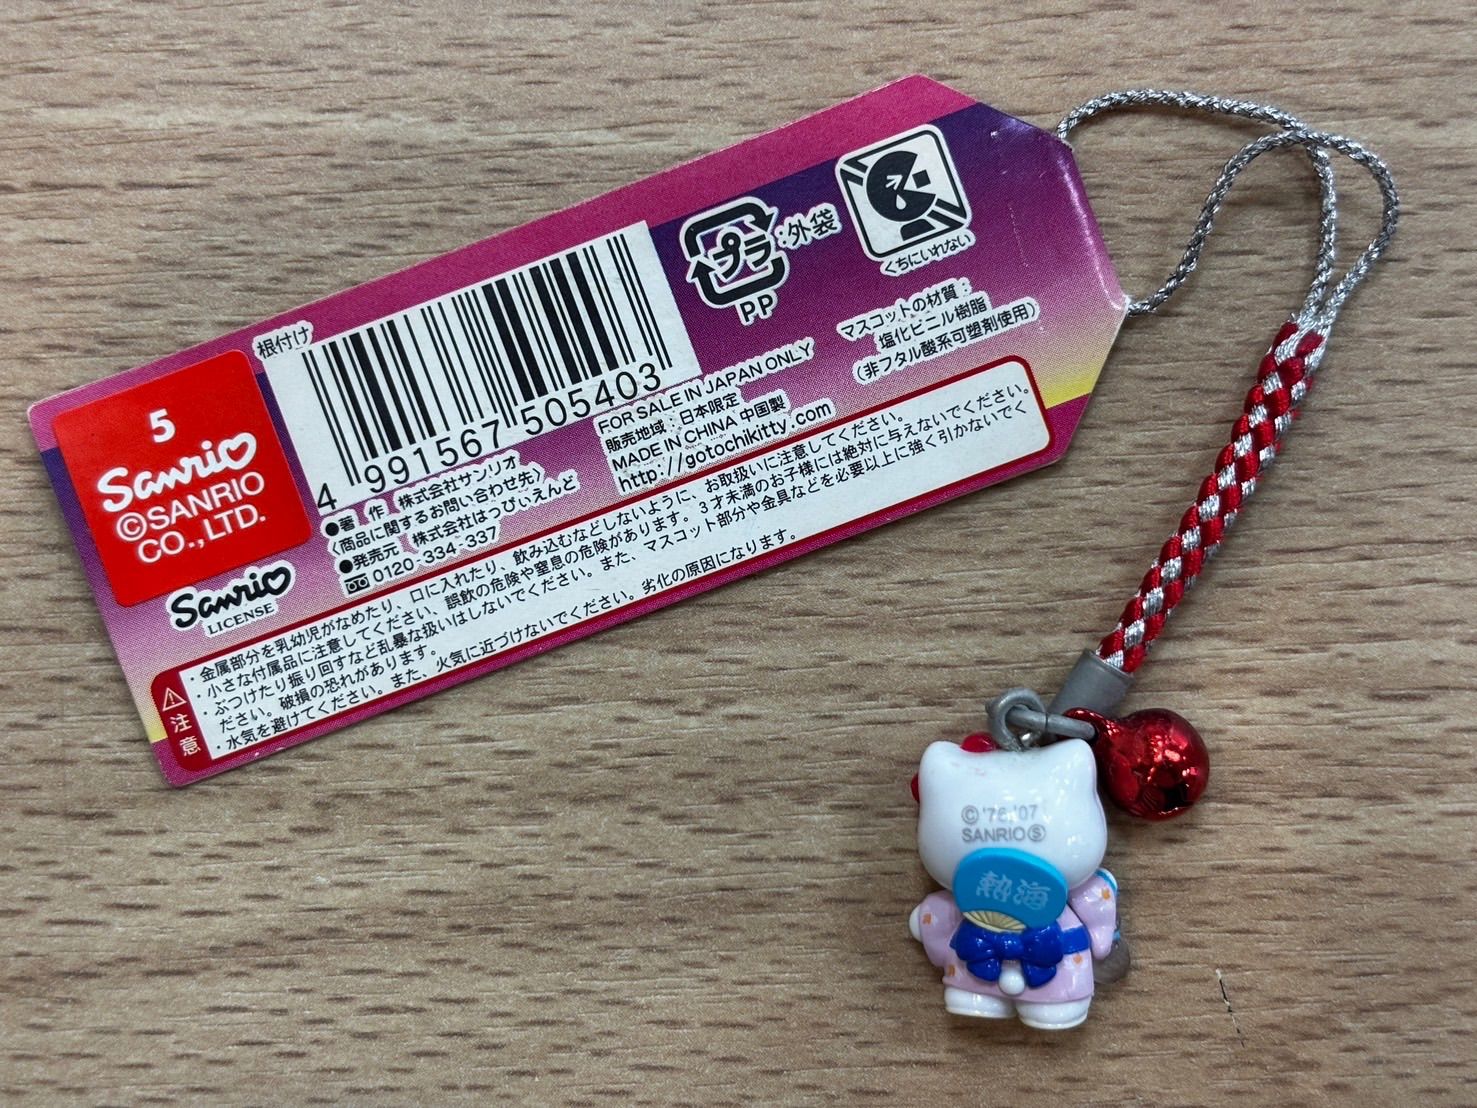 5
Sanrio
©SANRIO
CO.,LTD.
Sanrio
LICENSE
根付け
4 991567 505403
プラ
:外袋
PP
くちにいれない
マスコットの材質:
塩化ビニル樹脂
(非フタル酸系可塑剤使用)
FOR SALE IN JAPAN ONLY
販売地域:日本限定
MADE IN CHINA 中国製
http://gotochikitty.com
●著 作 株式会社サンリオ
〈商品に関するお問い合わせ先〉
●発売元 株式会社はっぴぃえんど
0120-334-337
注意
・金属部分を乳幼児がなめたり、口に入れたり、飲み込むなどしないように、お取扱いに注意してください。
・小さな付属品に注意してください、誤飲の危険や窒息の危険があります。3才未満のお子様には絶対に与えないでください。
・ぶつけたり振り回すなど乱暴な扱いはしないでください。また、マスコット部分や金具などを必要以上に強く引かないでく
ださい。破損の恐れがあります。
・水気を避けてください。また、火気に近づけないでください。劣化の原因になります。
© '76,'07
SANRIO Ⓢ
熱海